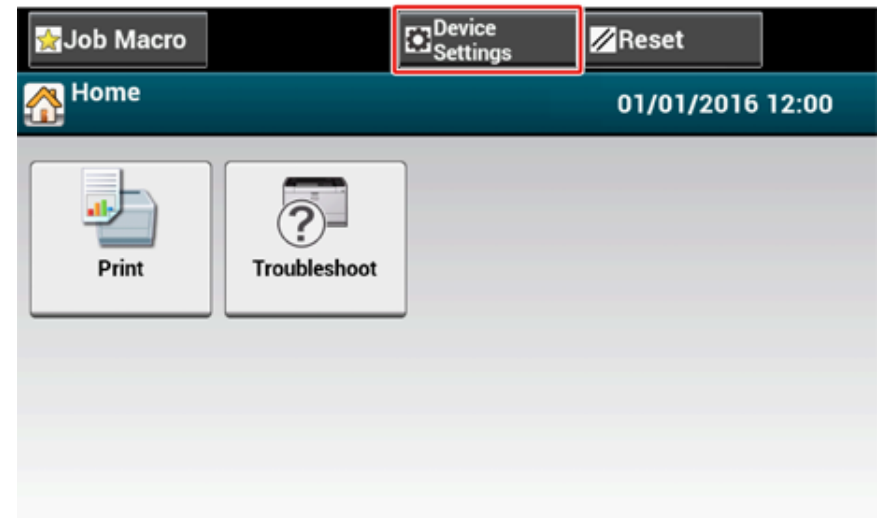 Job Macro
Device
Settings
Reset
Home
01/01/2016 12:00
Print
Troubleshoot